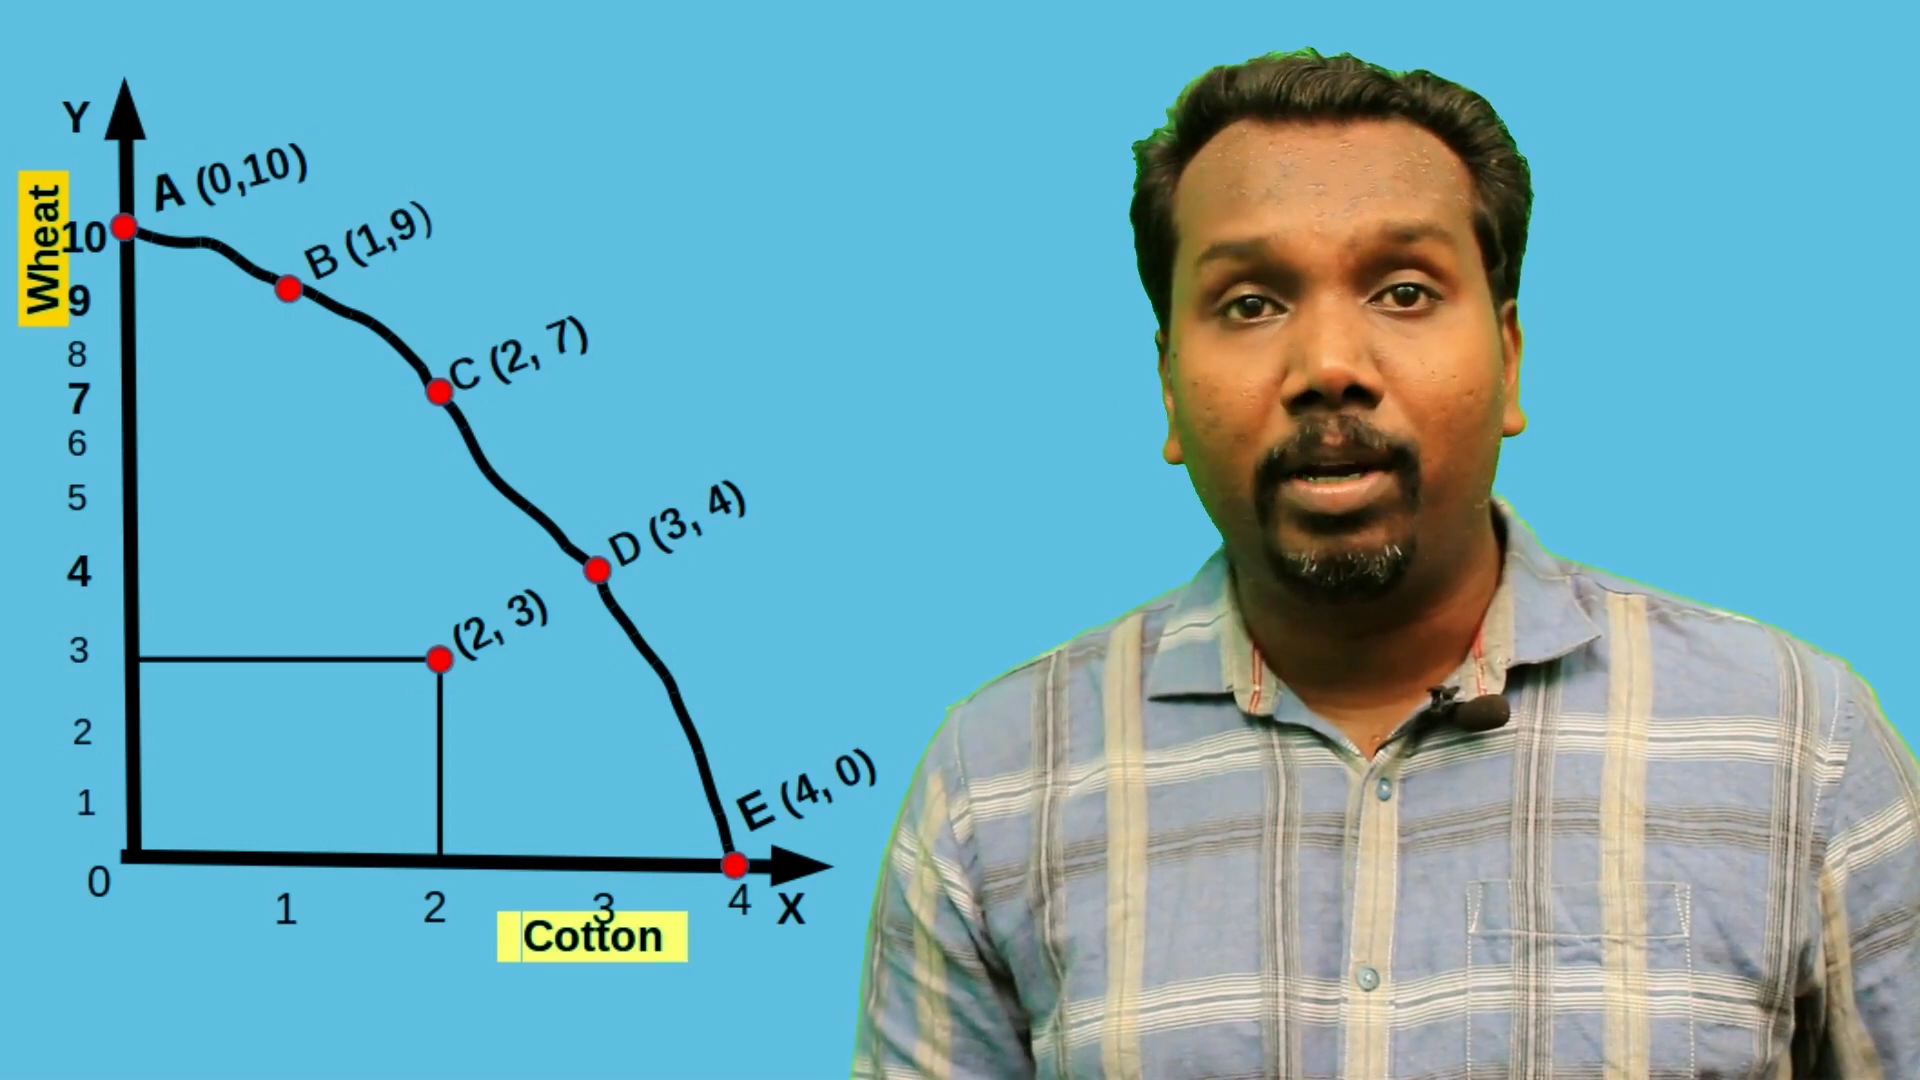 Y
Wheat
A (0,10)
B (1,9)
C (2, 7)
D (3, 4)
(2, 3)
E (4, 0)
10
9
8
7
6
5
4
3
2
1
0
1
2
3
4
X
Cotton